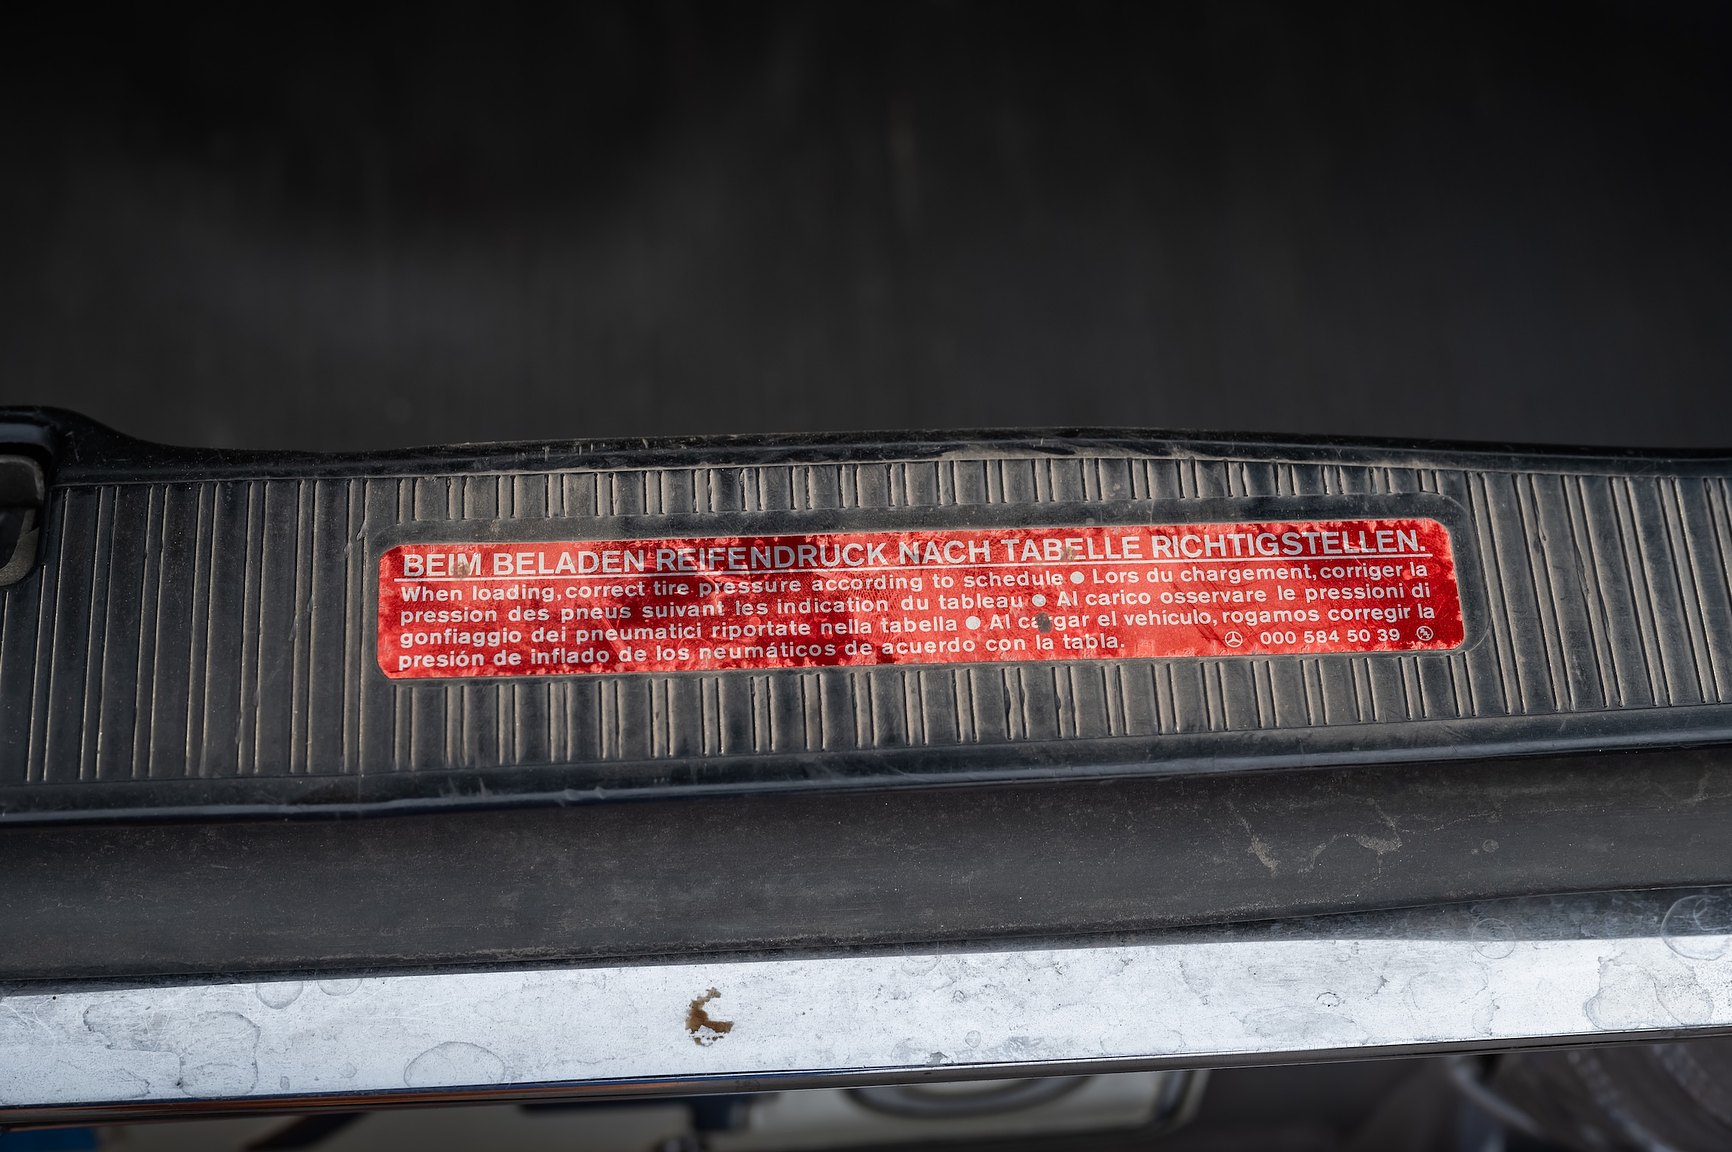 BEIM BELADEN REIFENDRUCK NACH TABELLE RICHTIGSTELLEN.
When loading, correct tire pressure according to schedule ● Lors du chargement, corriger la
pression des pneus suivant les indication du tableau ● Al carico osservare le pressioni di
gonfiaggio dei pneumatici riportate nella tabella ● Al cargar el vehículo, rogamos corregir la
presión de inflado de los neumáticos de acuerdo con la tabla.
000 584 50 39